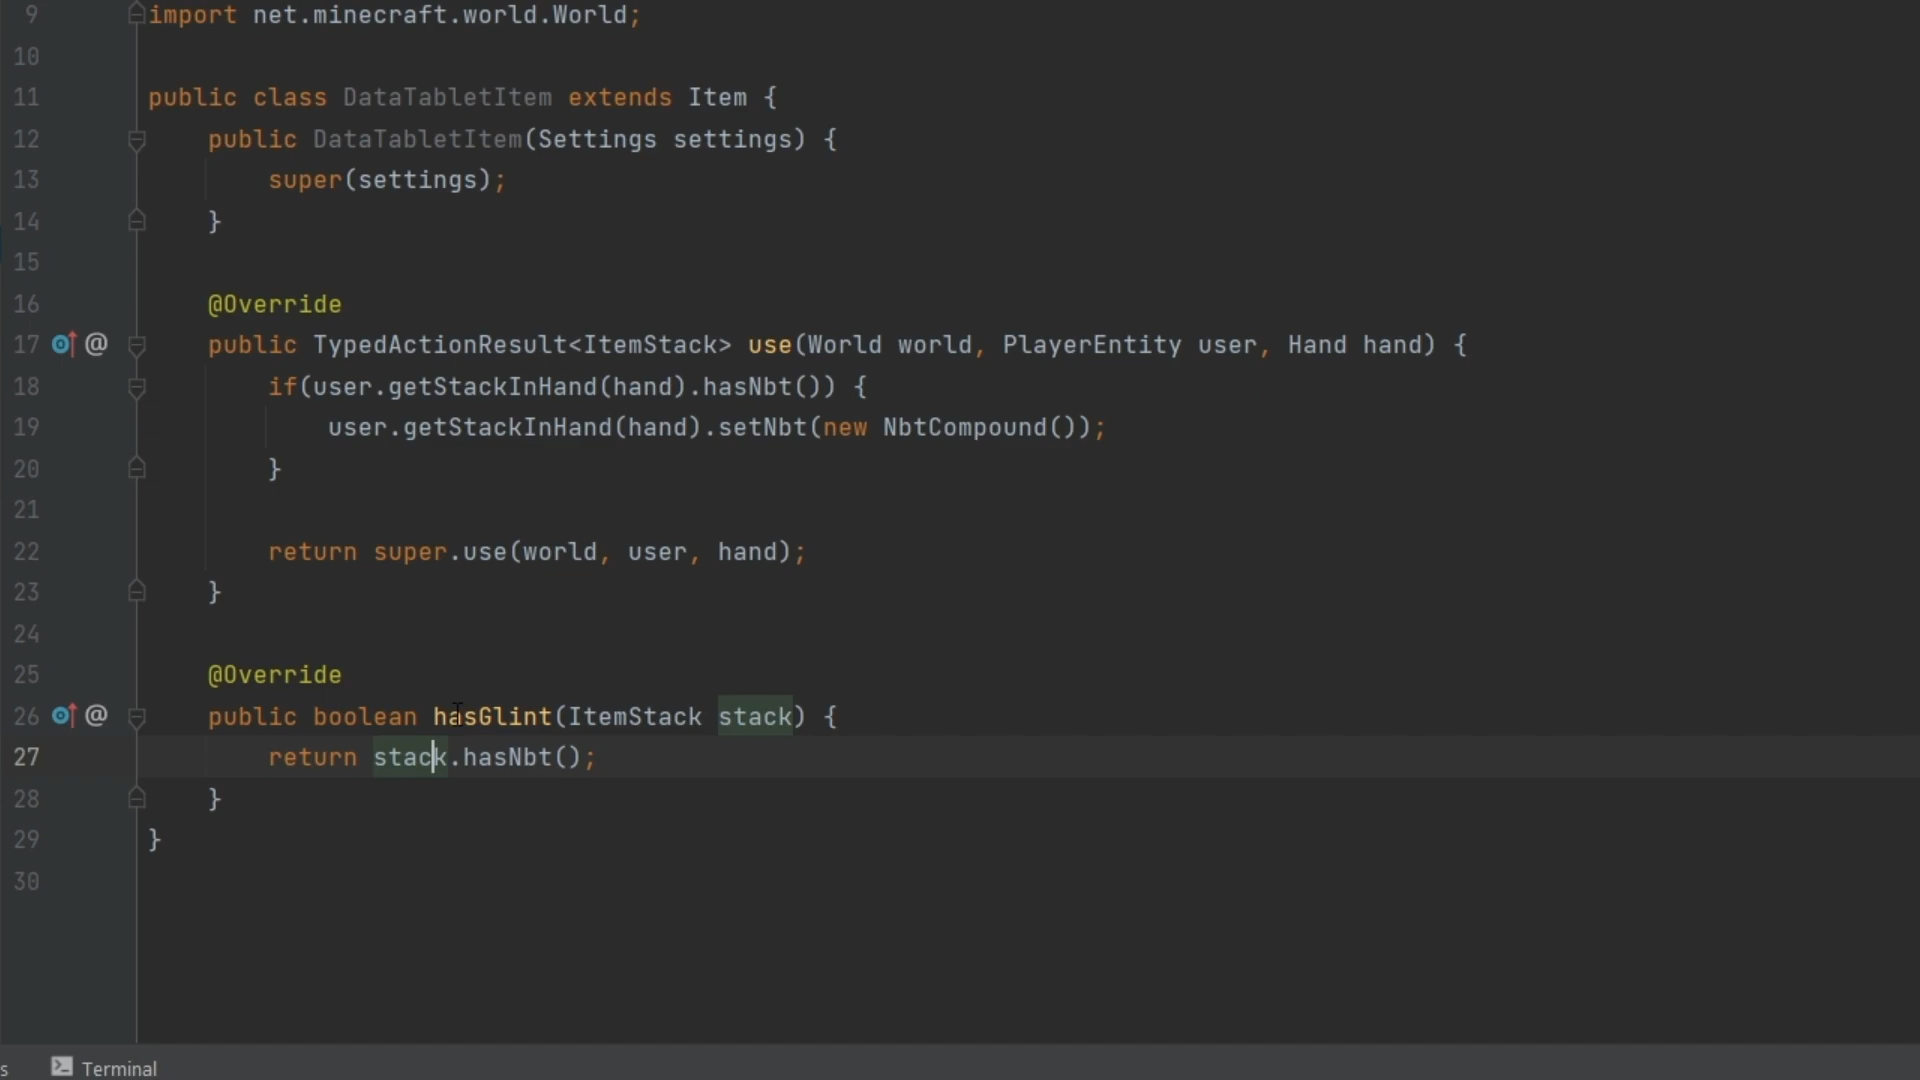 9 import net.minecraft.world.World;
10
11 public class DataTabletItem extends Item {
12 public DataTabletItem(Settings settings) {
13 super(settings);
14 }
15
16 @Override
17 @ public TypedActionResult<ItemStack> use(World world, PlayerEntity user, Hand hand) {
18 if(user.getStackInHand(hand).hasNbt()) {
19 user.getStackInHand(hand).setNbt(new NbtCompound());
20 }
21
22 return super.use(world, user, hand);
23 }
24
25 @Override
26 @ public boolean hasGlint(ItemStack stack) {
27 return stack.hasNbt();
28 }
29 }
30
s Terminal